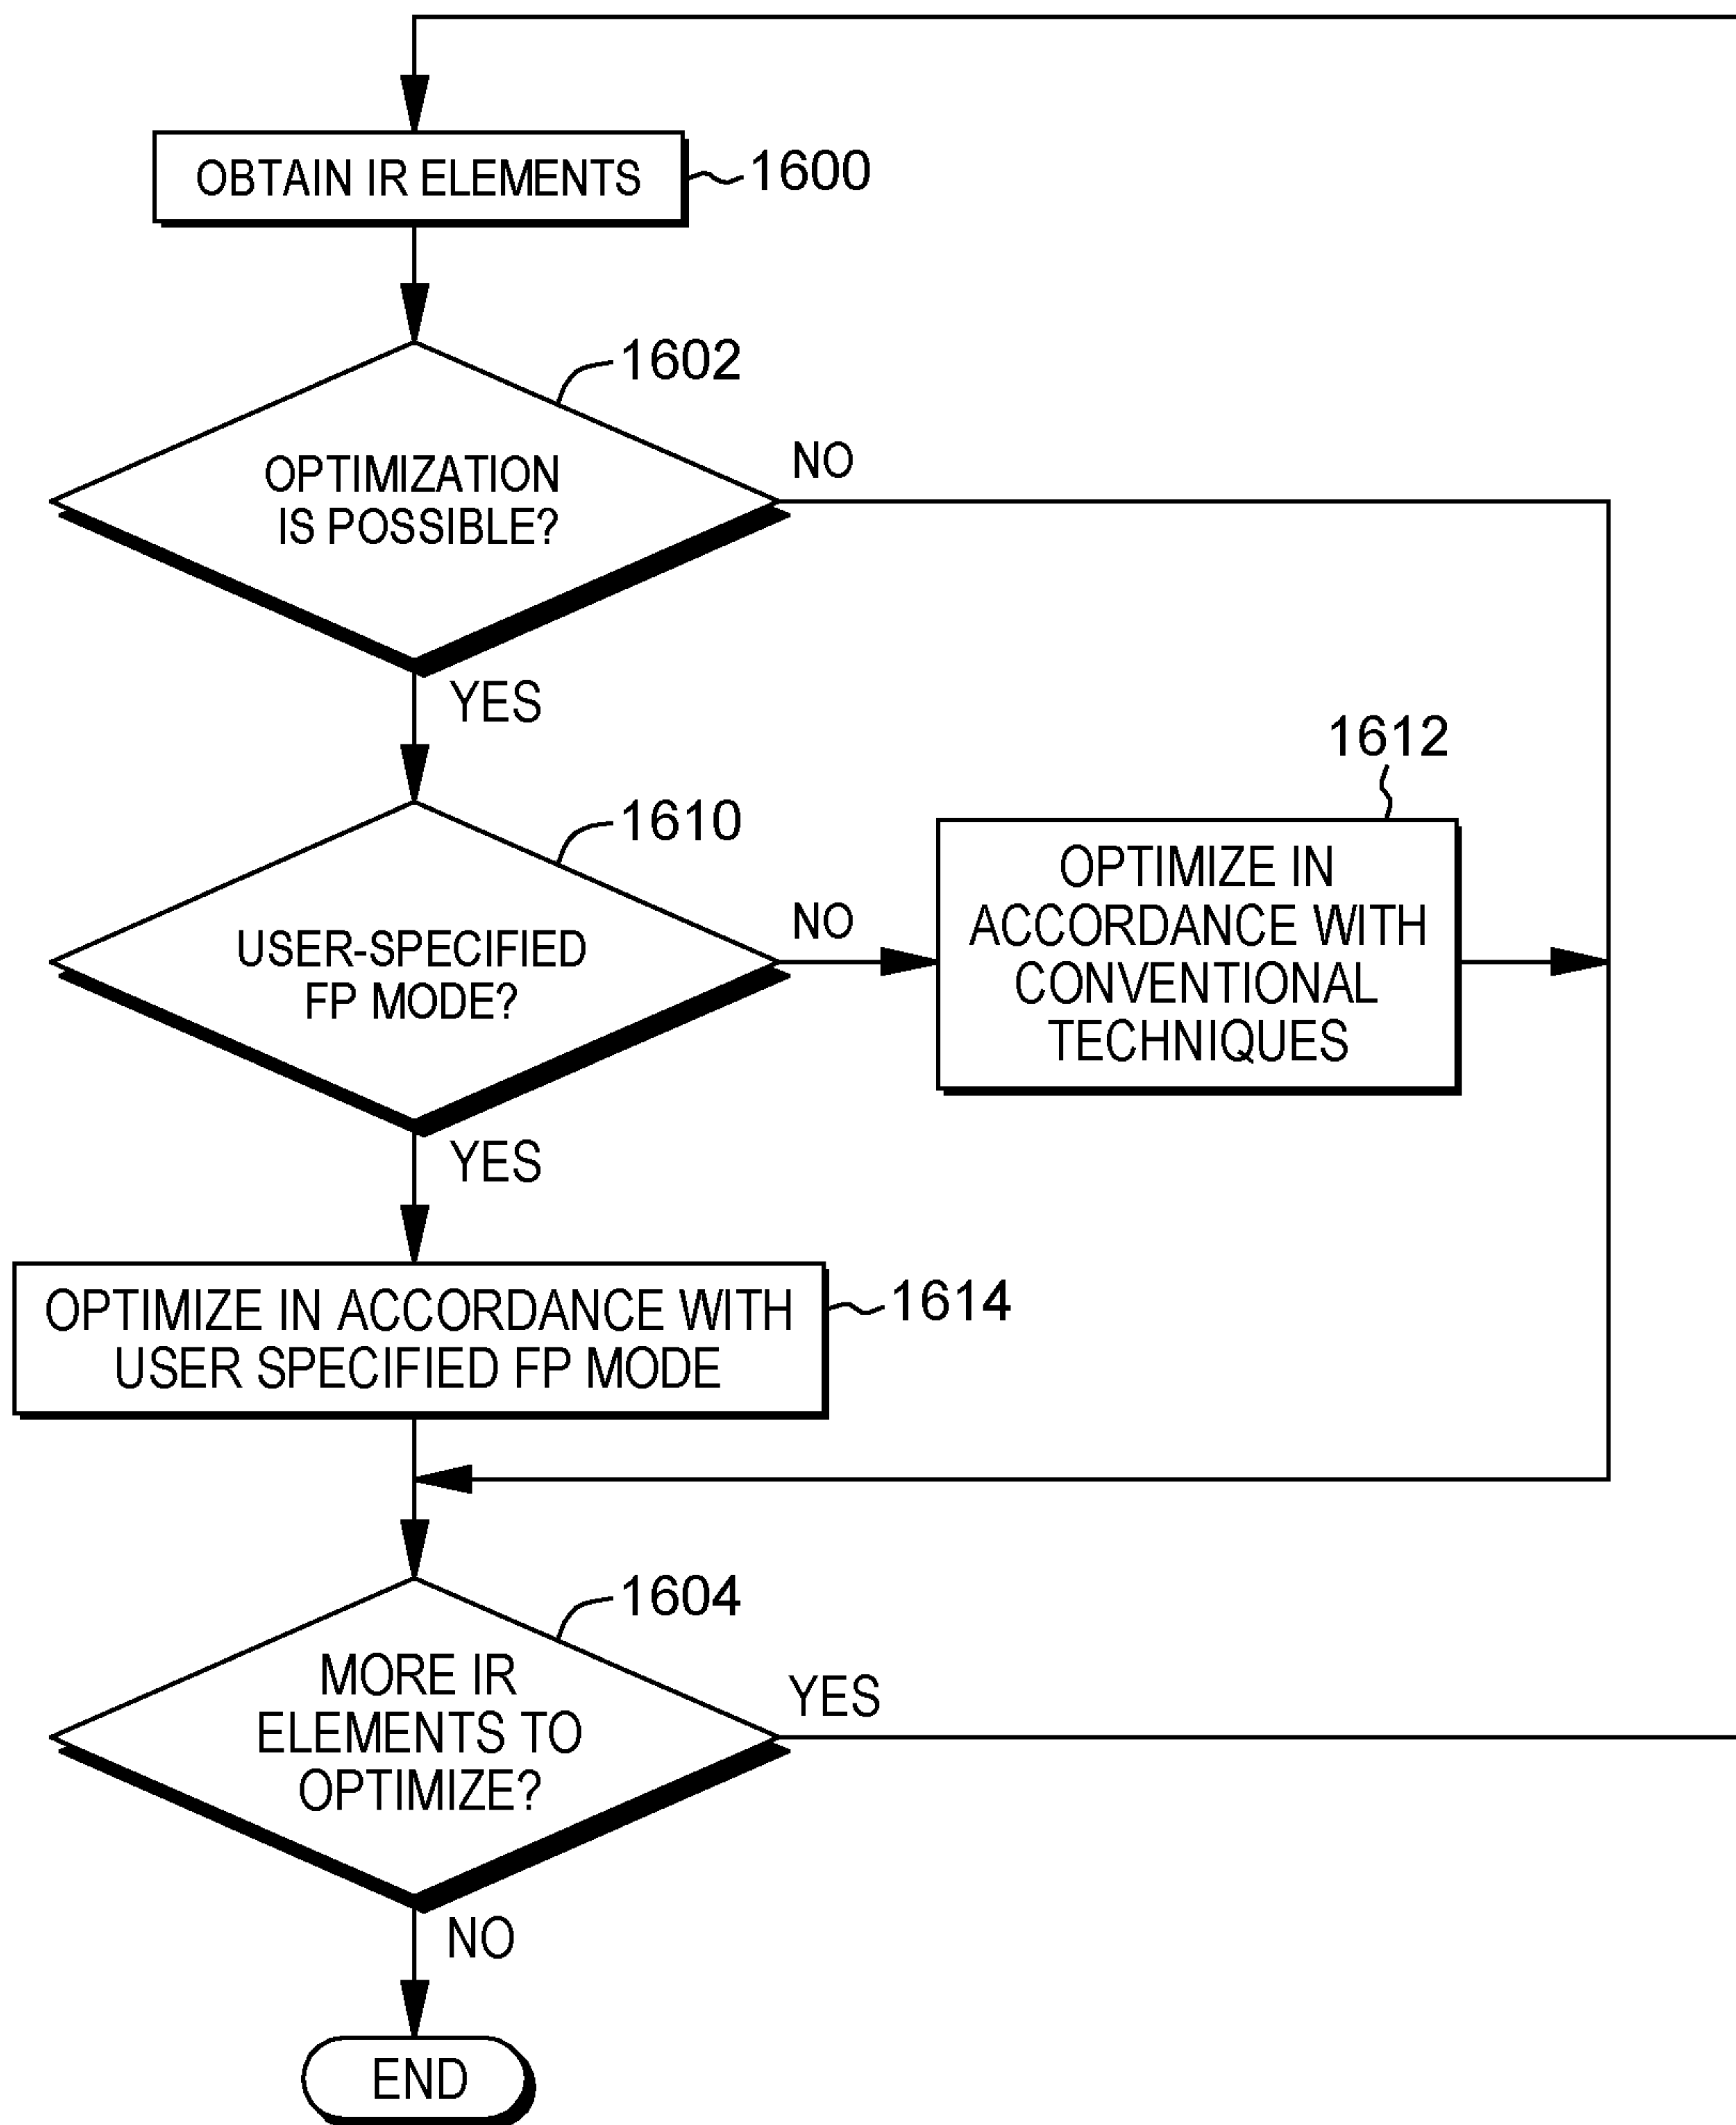 OBTAIN IR ELEMENTS
1600
1602
OPTIMIZATION
IS POSSIBLE?
NO
YES
1610
USER-SPECIFIED
FP MODE?
NO
1612
OPTIMIZE IN
ACCORDANCE WITH
CONVENTIONAL
TECHNIQUES
YES
OPTIMIZE IN ACCORDANCE WITH
USER SPECIFIED FP MODE
1614
1604
MORE IR
ELEMENTS TO
OPTIMIZE?
YES
NO
END